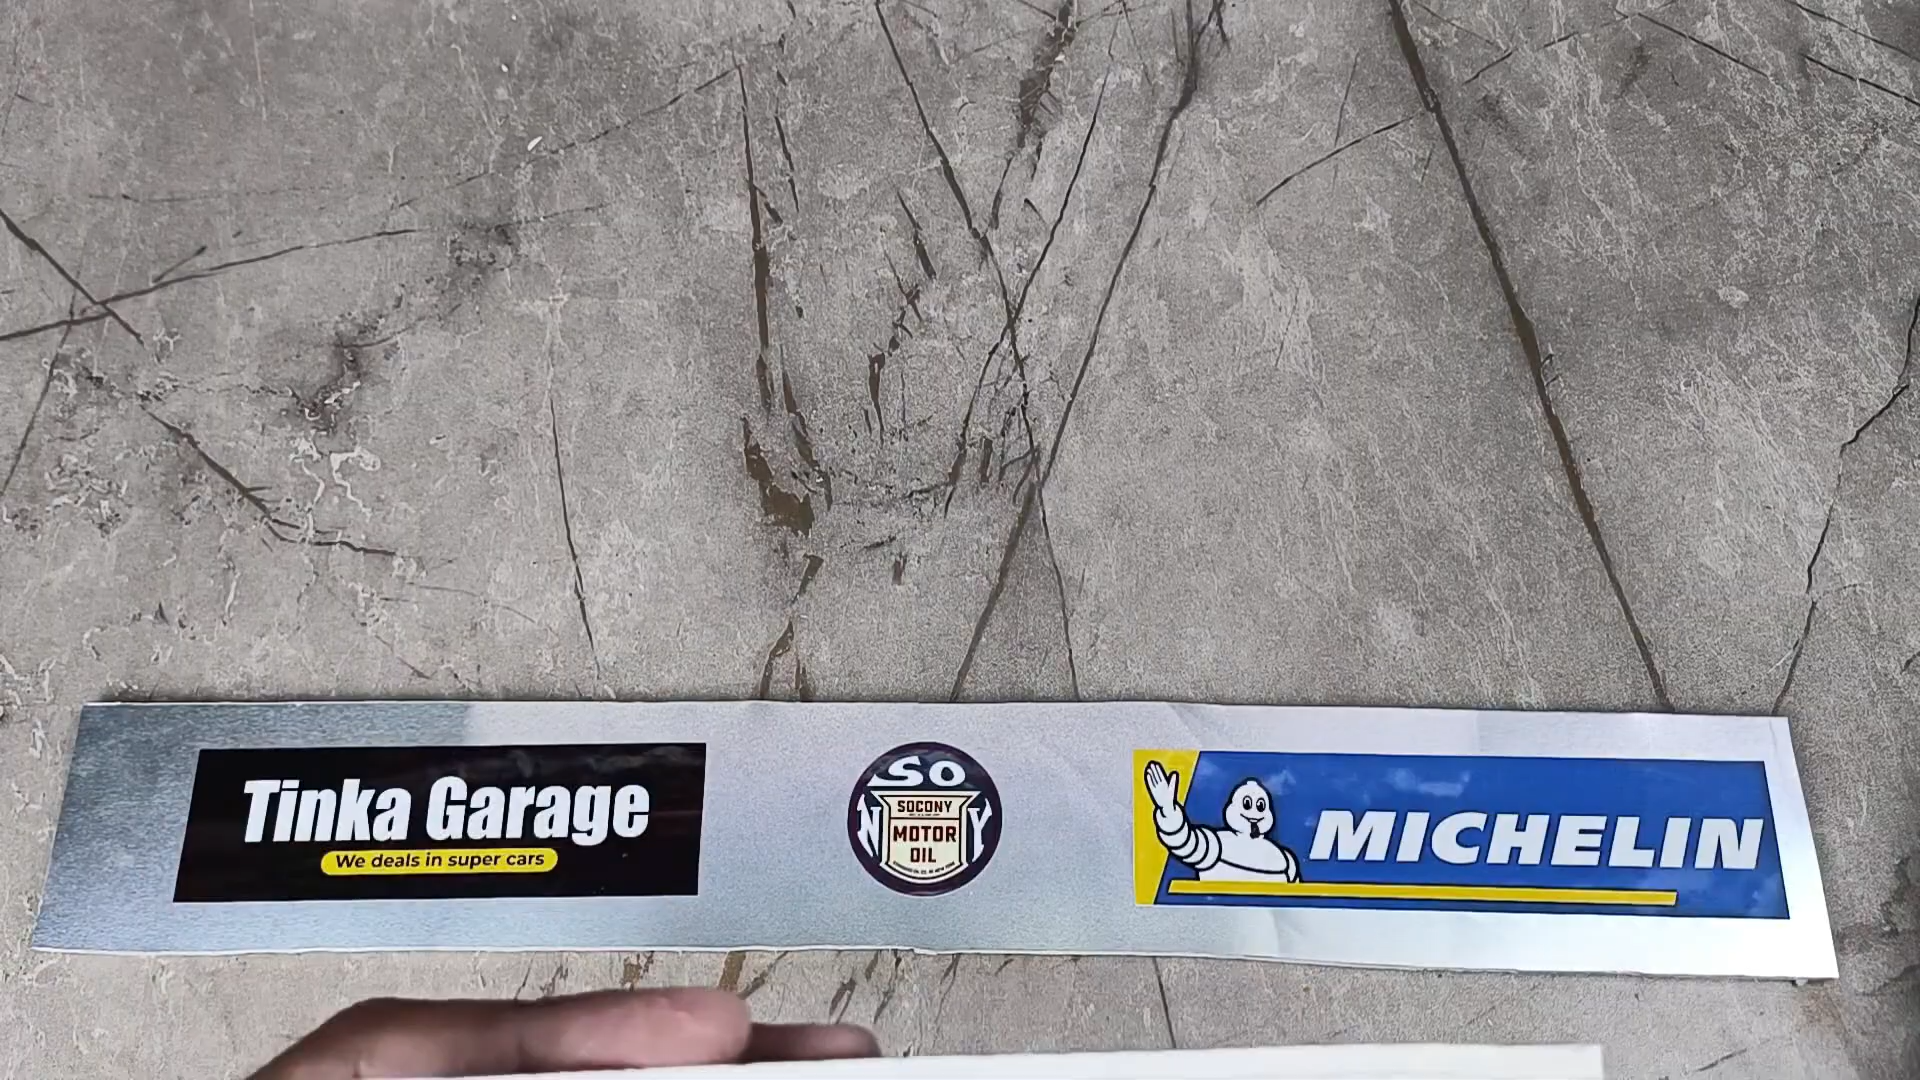 Tinka Garage
We deals in super cars
SO
N Y
SOCONY
MOTOR
OIL
MICHELIN